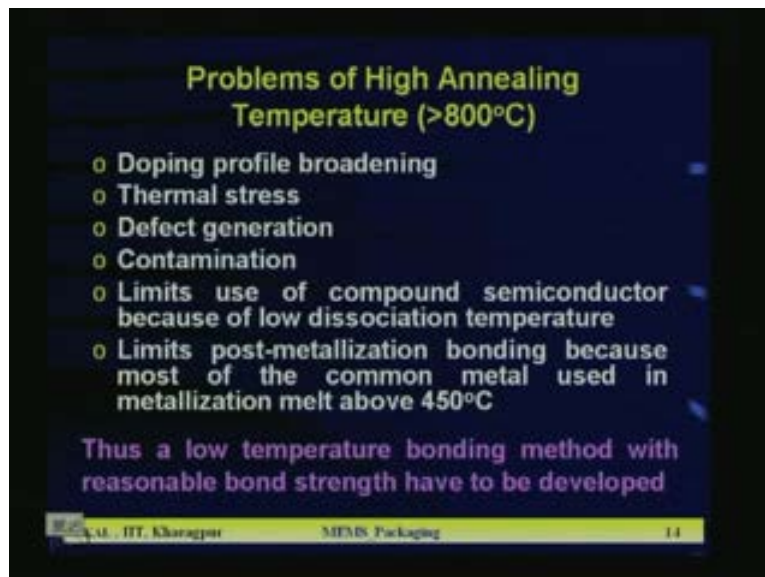 Problems of High Annealing
Temperature (>800°C)
o Doping profile broadening
o Thermal stress
o Defect generation
o Contamination
o Limits use of compound semiconductor
because of low dissociation temperature
o Limits post-metallization bonding because
most of the common metal used in
metallization melt above 450°C
Thus a low temperature bonding method with
reasonable bond strength have to be developed
IIT, Kharagpur MEMS Packaging 14